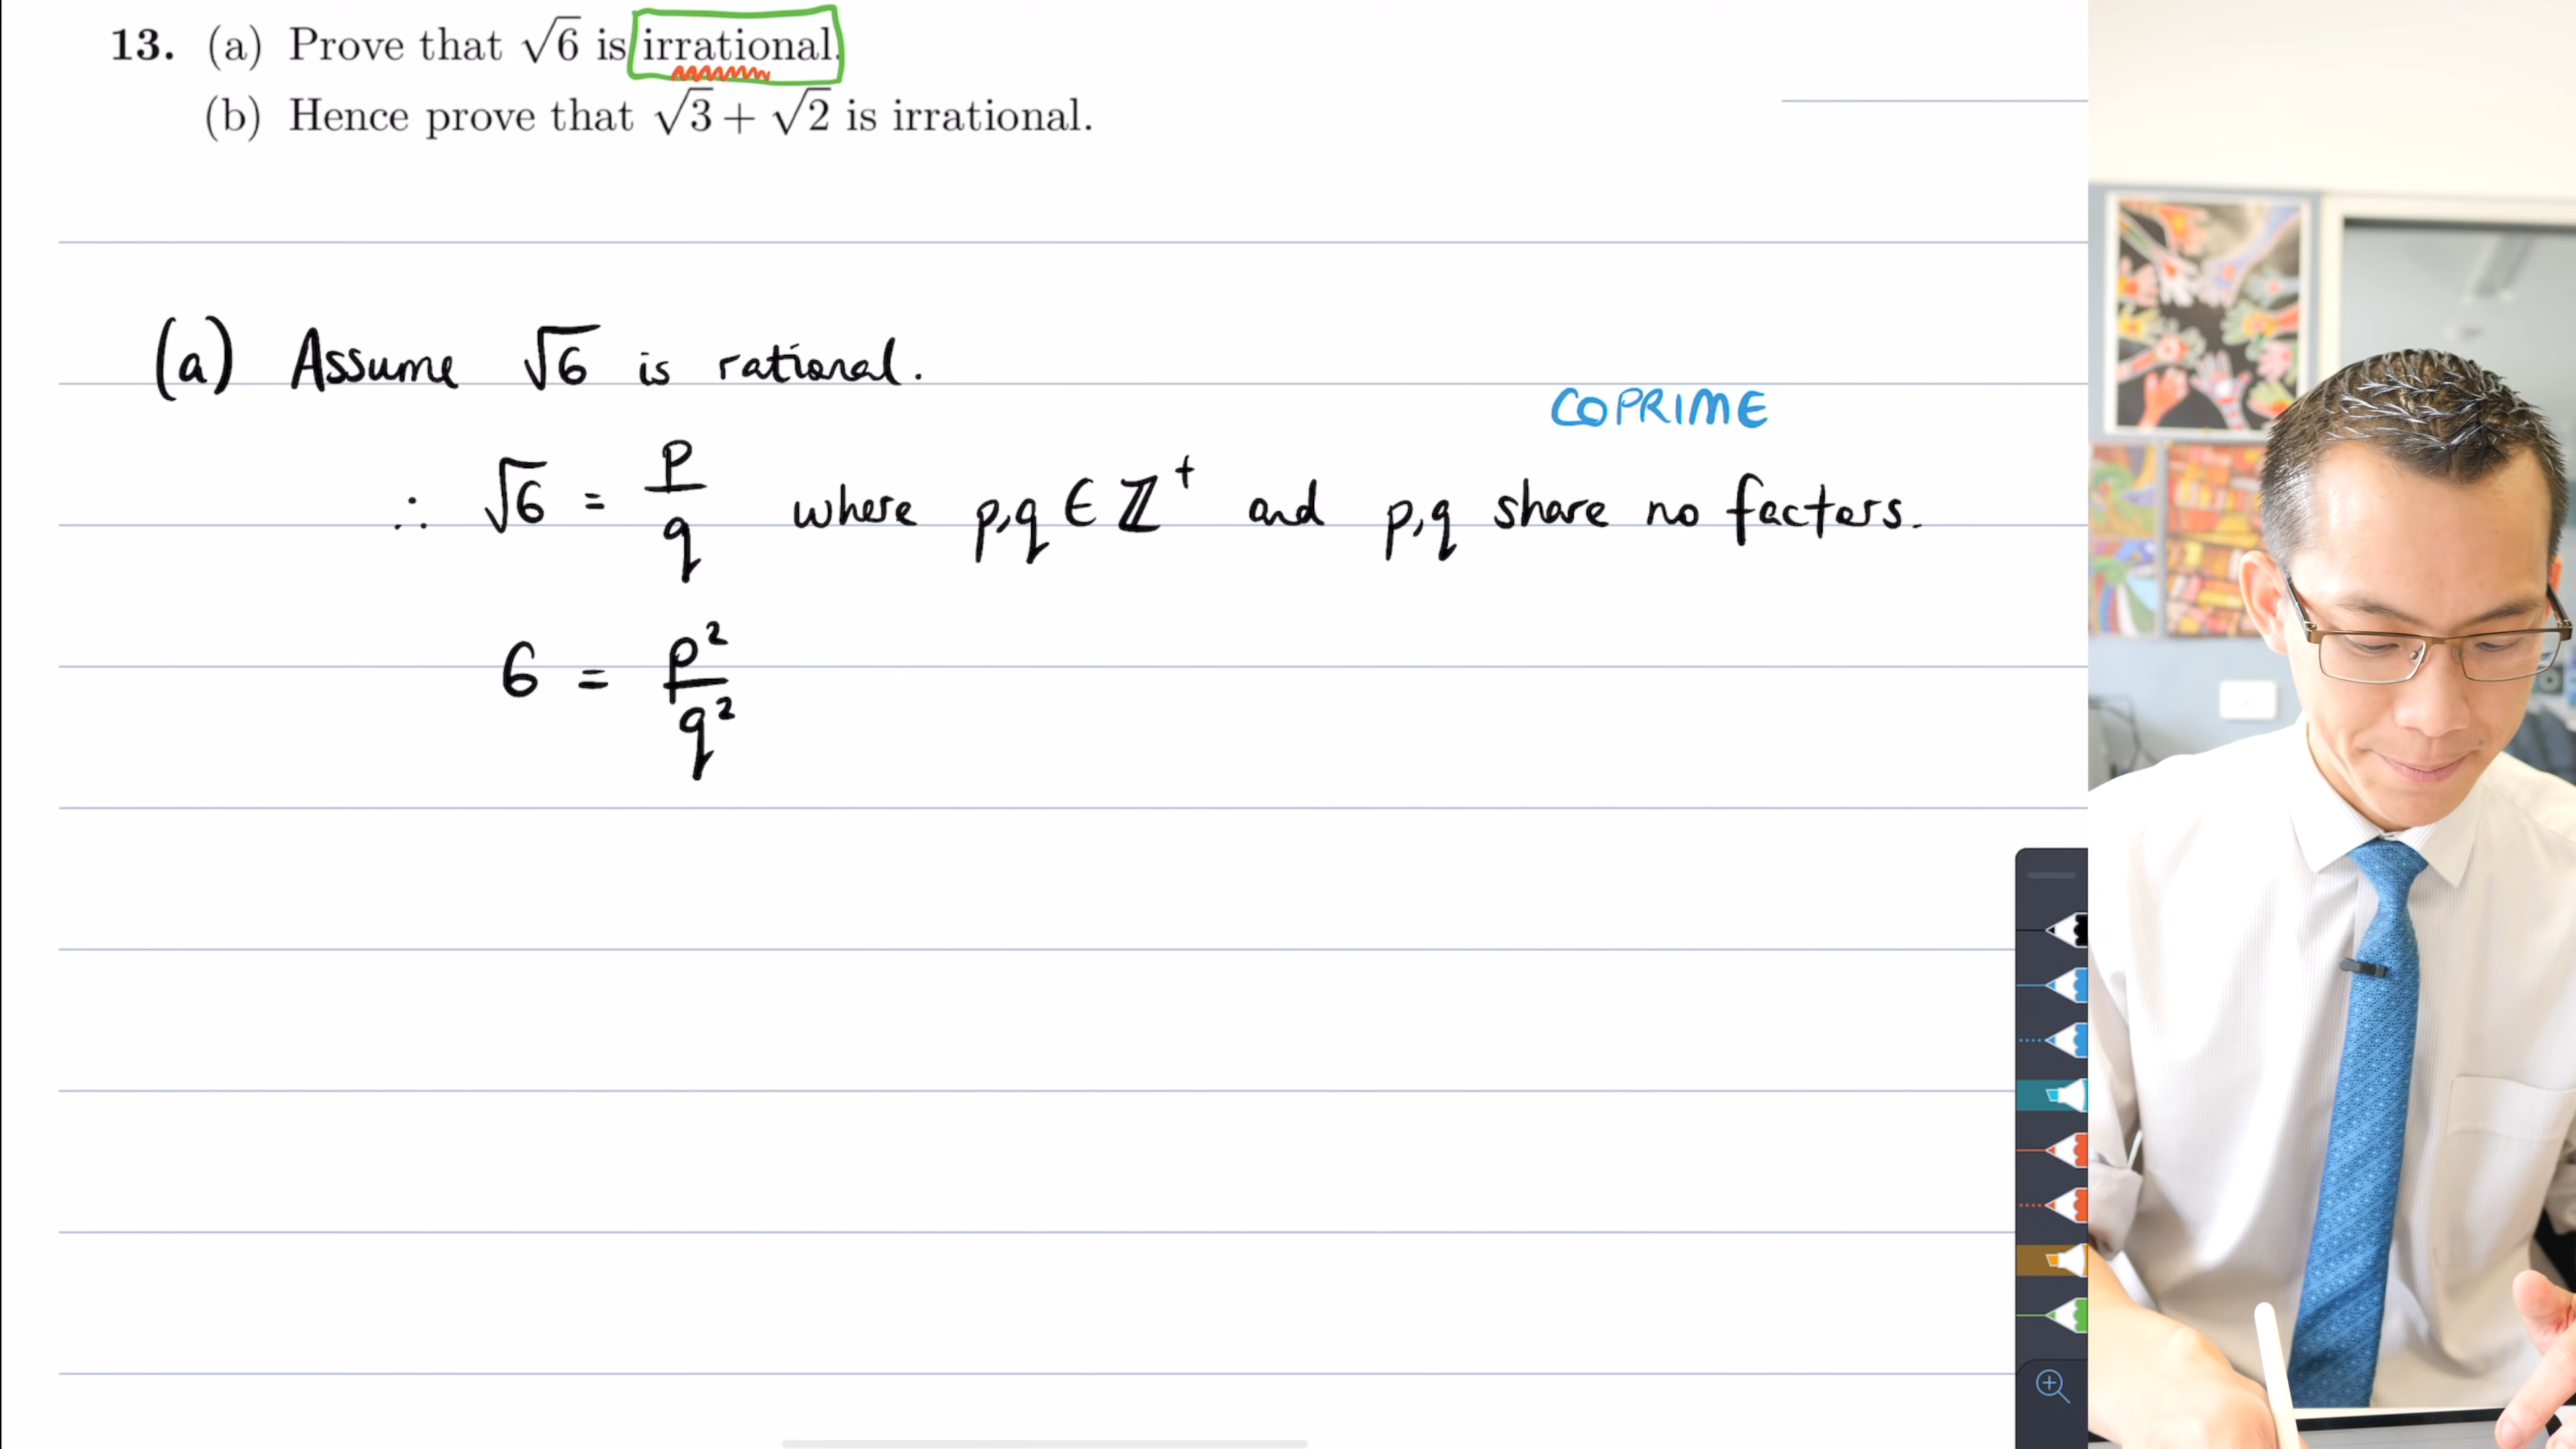 13. (a) Prove that √6 is irrational.
(b) Hence prove that √3 + √2 is irrational.
(a) Assume √6 is rational.
COPRIME
∴ √6 = p/q where p,q ∈ ℤ⁺ and p,q share no factors.
6 = p²/q²